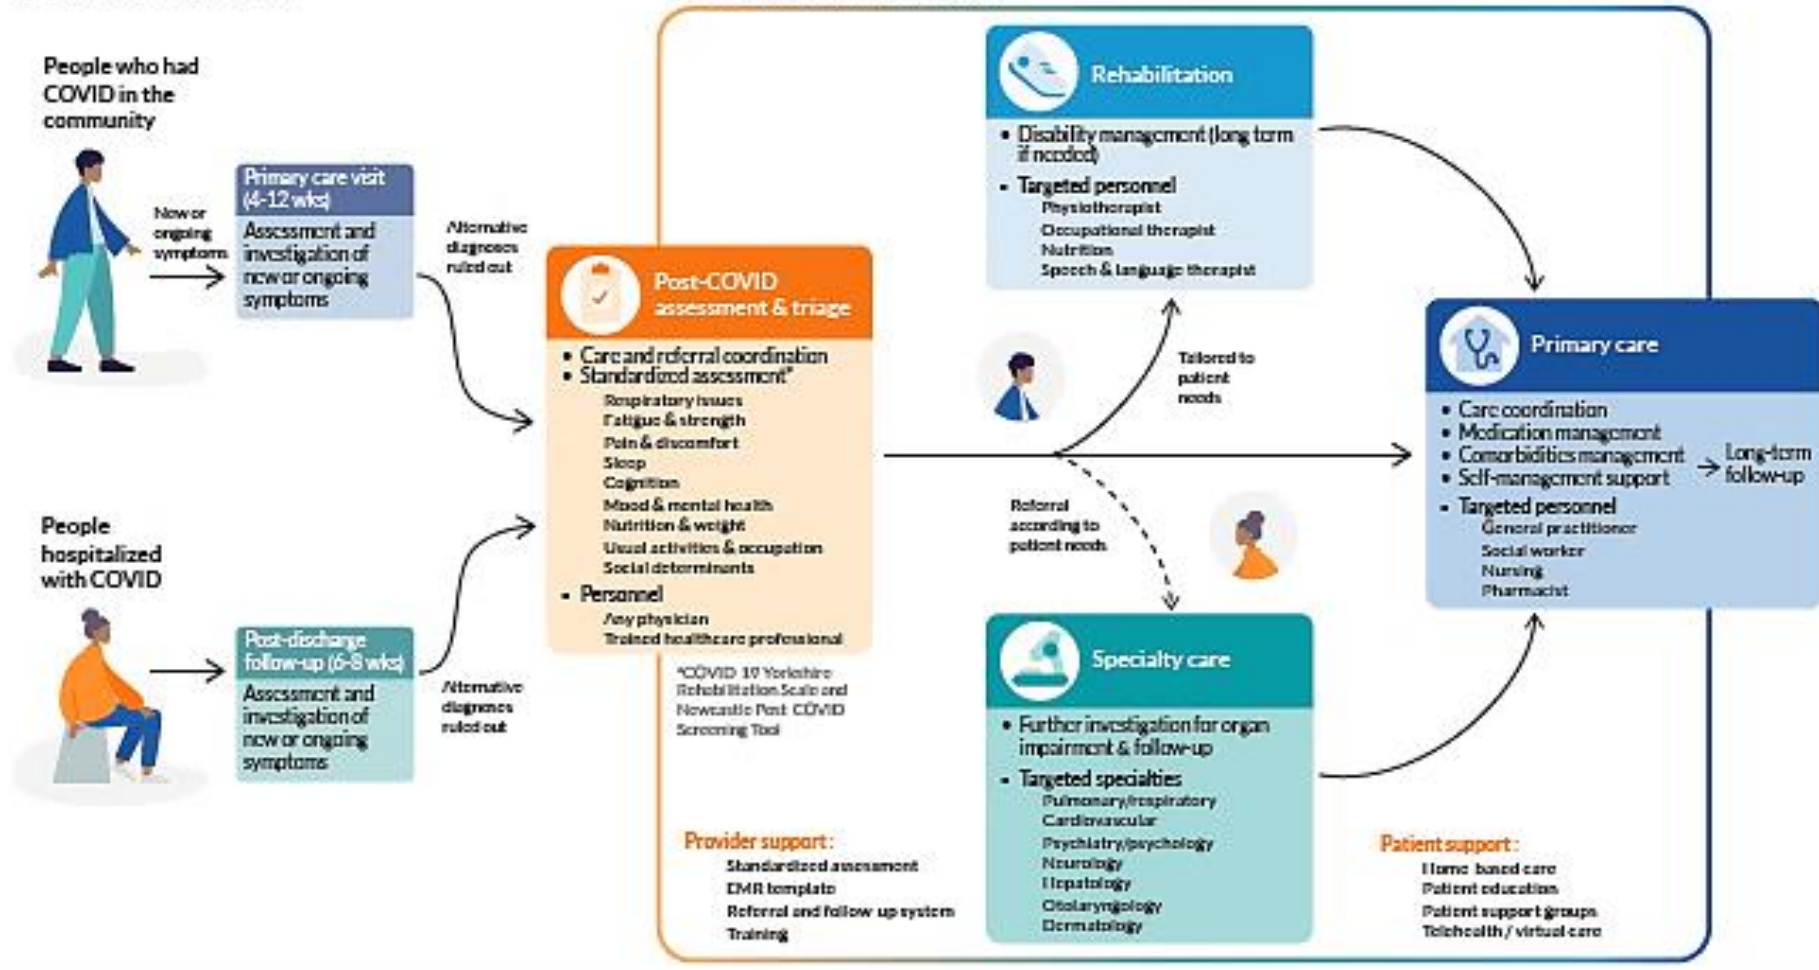 People who had
COVID in the
community
New or
ongoing
symptoms
Primary care visit
(4-12 wks)
Assessment and
investigation of
new or ongoing
symptoms
Alternative
diagnoses
ruled out
People
hospitalized
with COVID
Post-discharge
follow-up (6-8 wks)
Assessment and
investigation of
new or ongoing
symptoms
Alternative
diagnoses
ruled out
Post-COVID
assessment & triage
• Care and referral coordination
• Standardized assessment*
Respiratory issues
Fatigue & strength
Pain & discomfort
Sleep
Cognition
Mood & mental health
Nutrition & weight
Usual activities & occupation
Social determinants
• Personnel
Any physician
Trained healthcare professional
*COVID 19 Yorkshire
Rehabilitation Scale and
Newcastle Post COVID
Screening Tool
Provider support:
Standardized assessment
EMR template
Referral and follow up system
Training
Rehabilitation
• Disability management (long term
if needed)
• Targeted personnel
Physiotherapist
Occupational therapist
Nutrition
Speech & language therapist
Tailored to
patient
needs
Referral
according to
patient needs
Specialty care
• Further investigation for organ
impairment & follow-up
• Targeted specialties
Pulmonary/respiratory
Cardiovascular
Psychiatry/psychology
Neurology
Hepatology
Otolaryngology
Dermatology
Primary care
• Care coordination
• Medication management
• Comorbidities management
• Self-management support
• Targeted personnel
General practitioner
Social worker
Nursing
Pharmacist
Long-term
follow-up
Patient support:
Home based care
Patient education
Patient support groups
Telehealth / virtual care